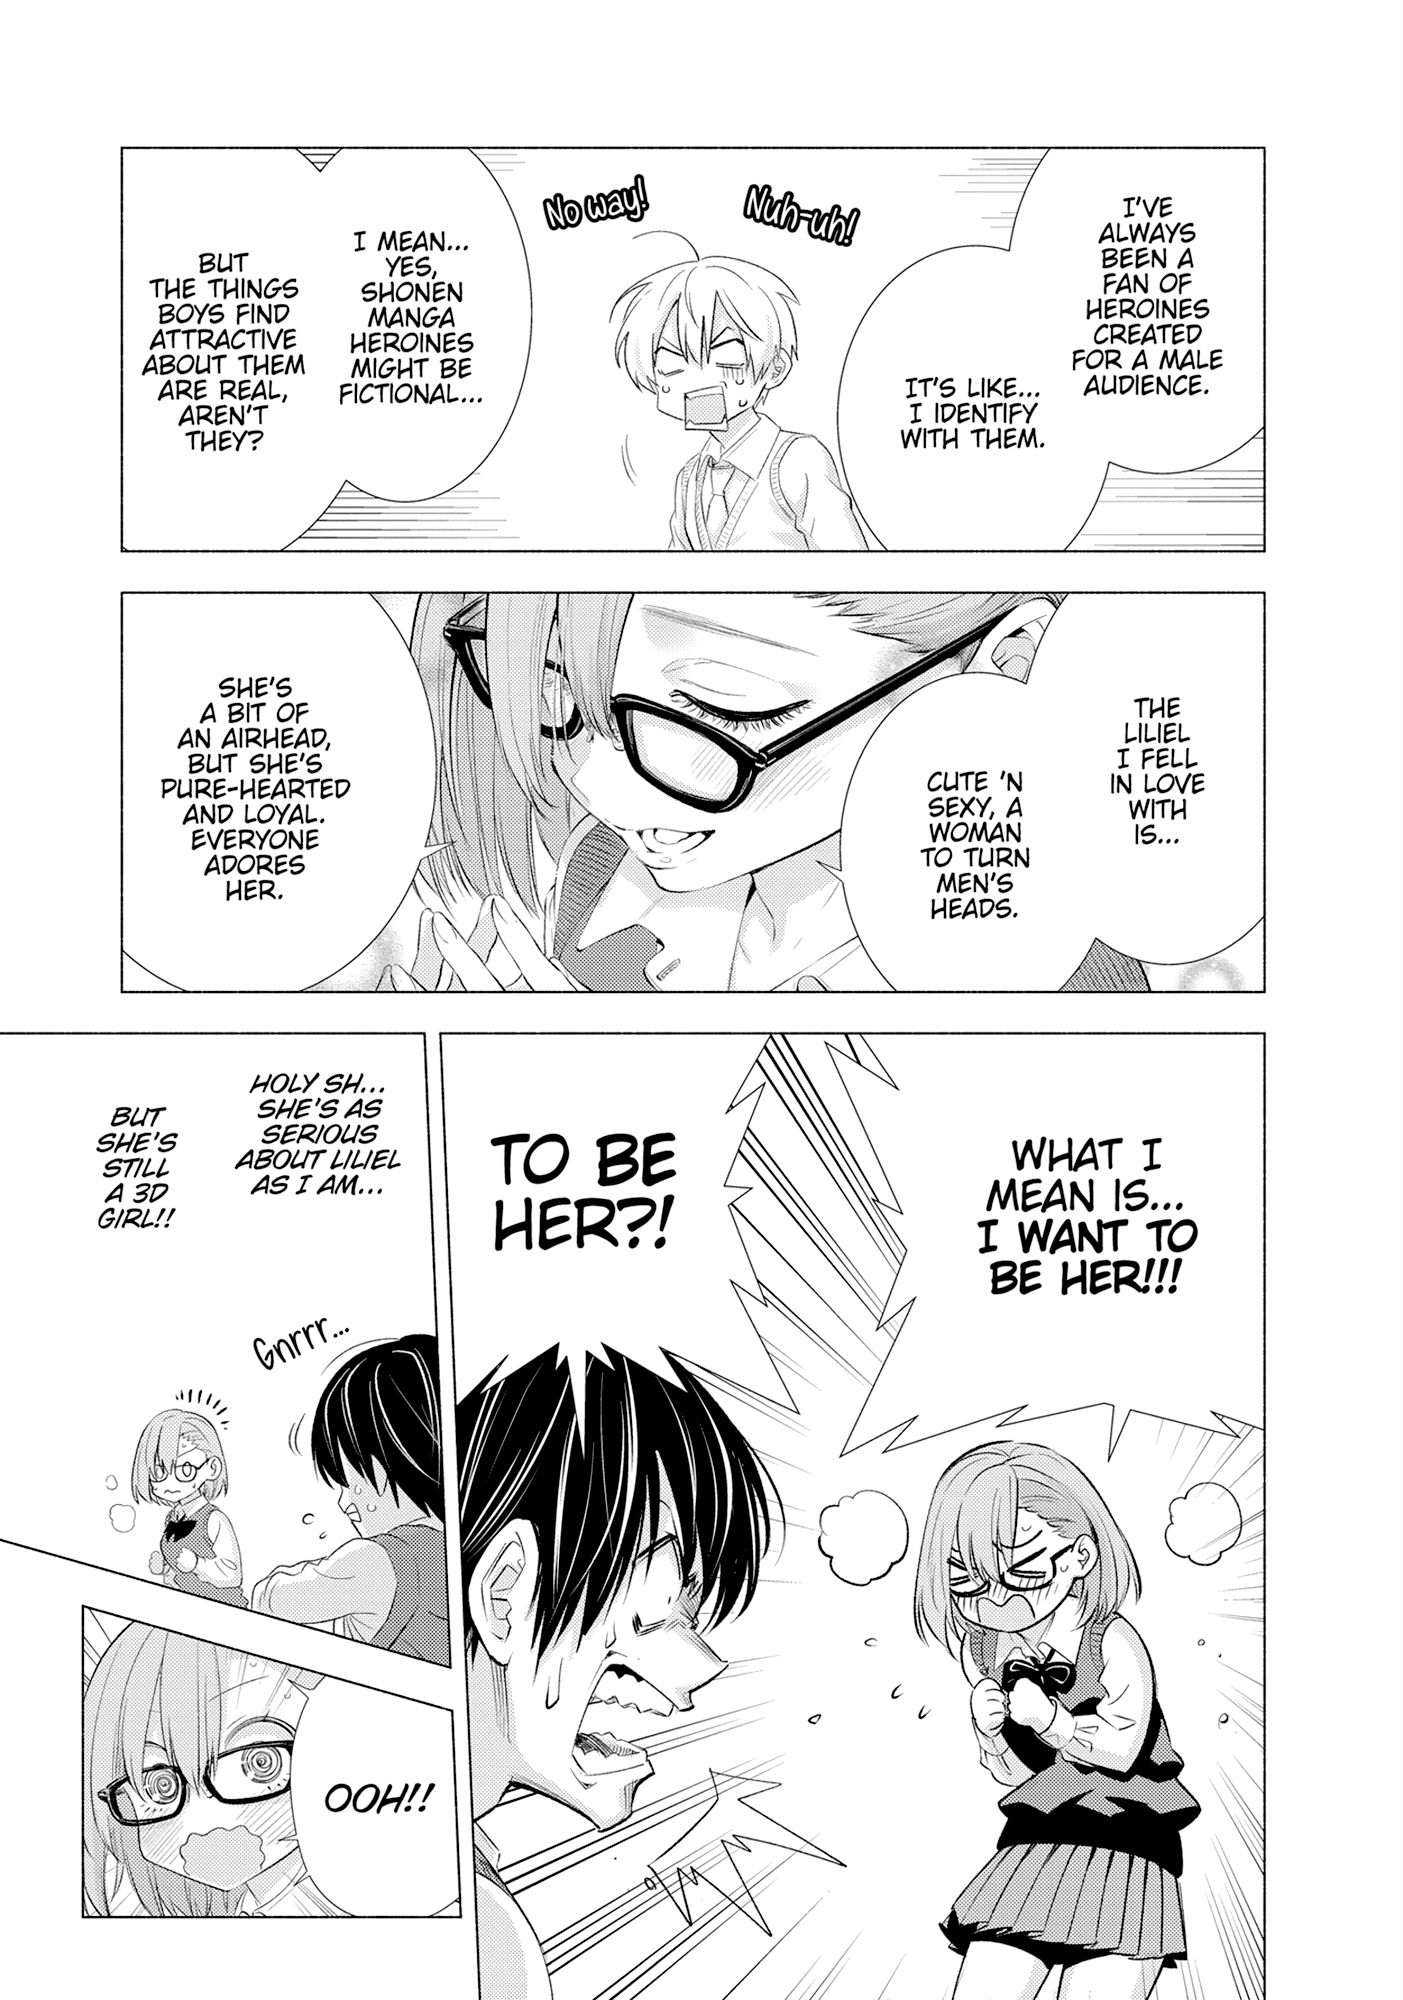 I'VE
ALWAYS
BEEN A
FAN OF
HEROINES
CREATED
FOR A MALE
AUDIENCE.
IT'S LIKE...
I IDENTIFY
WITH THEM.
Nuh-uh!
No way!
I MEAN...
YES,
SHONEN
MANGA
HEROINES
MIGHT BE
FICTIONAL...
BUT
THE THINGS
BOYS FIND
ATTRACTIVE
ABOUT THEM
ARE REAL,
AREN'T
THEY?
THE
LILIEL
I FELL
IN LOVE
WITH
IS...
CUTE 'N
SEXY, A
WOMAN
TO TURN
MEN'S
HEADS.
SHE'S
A BIT OF
AN AIRHEAD,
BUT SHE'S
PURE-HEARTED
AND LOYAL.
EVERYONE
ADORES
HER.
WHAT I
MEAN IS...
I WANT TO
BE HER!!!
TO BE
HER?!
HOLY SH...
SHE'S AS
SERIOUS
ABOUT LILIEL
AS I AM...
BUT
SHE'S
STILL
A 3D
GIRL!!
Gnrrr...
OOH!!